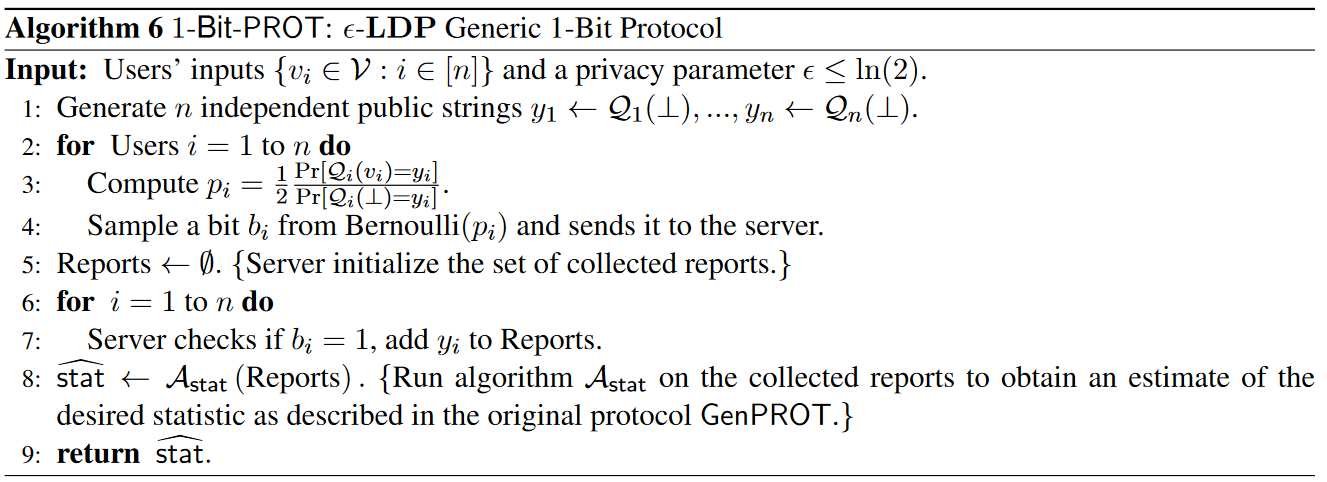 Algorithm 6 1-Bit-PROT: ϵ-LDP Generic 1-Bit Protocol
Input: Users' inputs {v_i ∈ 𝒱 : i ∈ [n]} and a privacy parameter ϵ ≤ ln(2).
1: Generate n independent public strings y_1 ← 𝒬_1(⊥), ..., y_n ← 𝒬_n(⊥).
2: for Users i = 1 to n do
3: Compute p_i = \frac{1}{2} \frac{Pr[𝒬_i(v_i)=y_i]}{Pr[𝒬_i(⊥)=y_i]}.
4: Sample a bit b_i from Bernoulli(p_i) and sends it to the server.
5: Reports ← ∅. {Server initialize the set of collected reports.}
6: for i = 1 to n do
7: Server checks if b_i = 1, add y_i to Reports.
8: \widehat{stat} ← 𝒜_stat (Reports). {Run algorithm 𝒜_stat on the collected reports to obtain an estimate of the
desired statistic as described in the original protocol GenPROT.}
9: return \widehat{stat}.